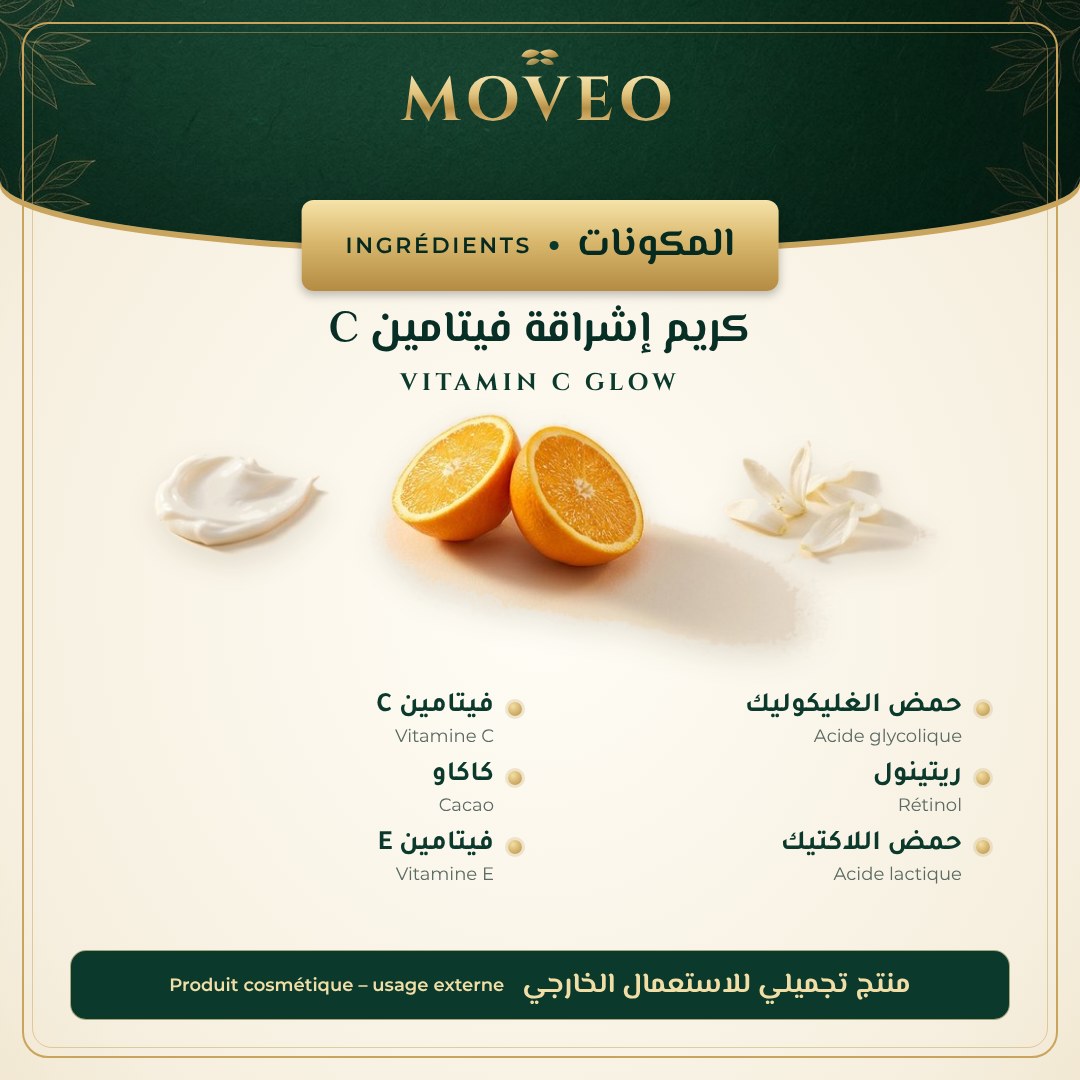 MOVEO
المكونات • INGRÉDIENTS
كريم إشراقة فيتامين C
VITAMIN C GLOW
حمض الغليكوليك
Acide glycolique
ريتينول
Rétinol
حمض اللاكتيك
Acide lactique
فيتامين C
Vitamine C
كاكاو
Cacao
فيتامين E
Vitamine E
منتج تجميلي للاستعمال الخارجي Produit cosmétique – usage externe